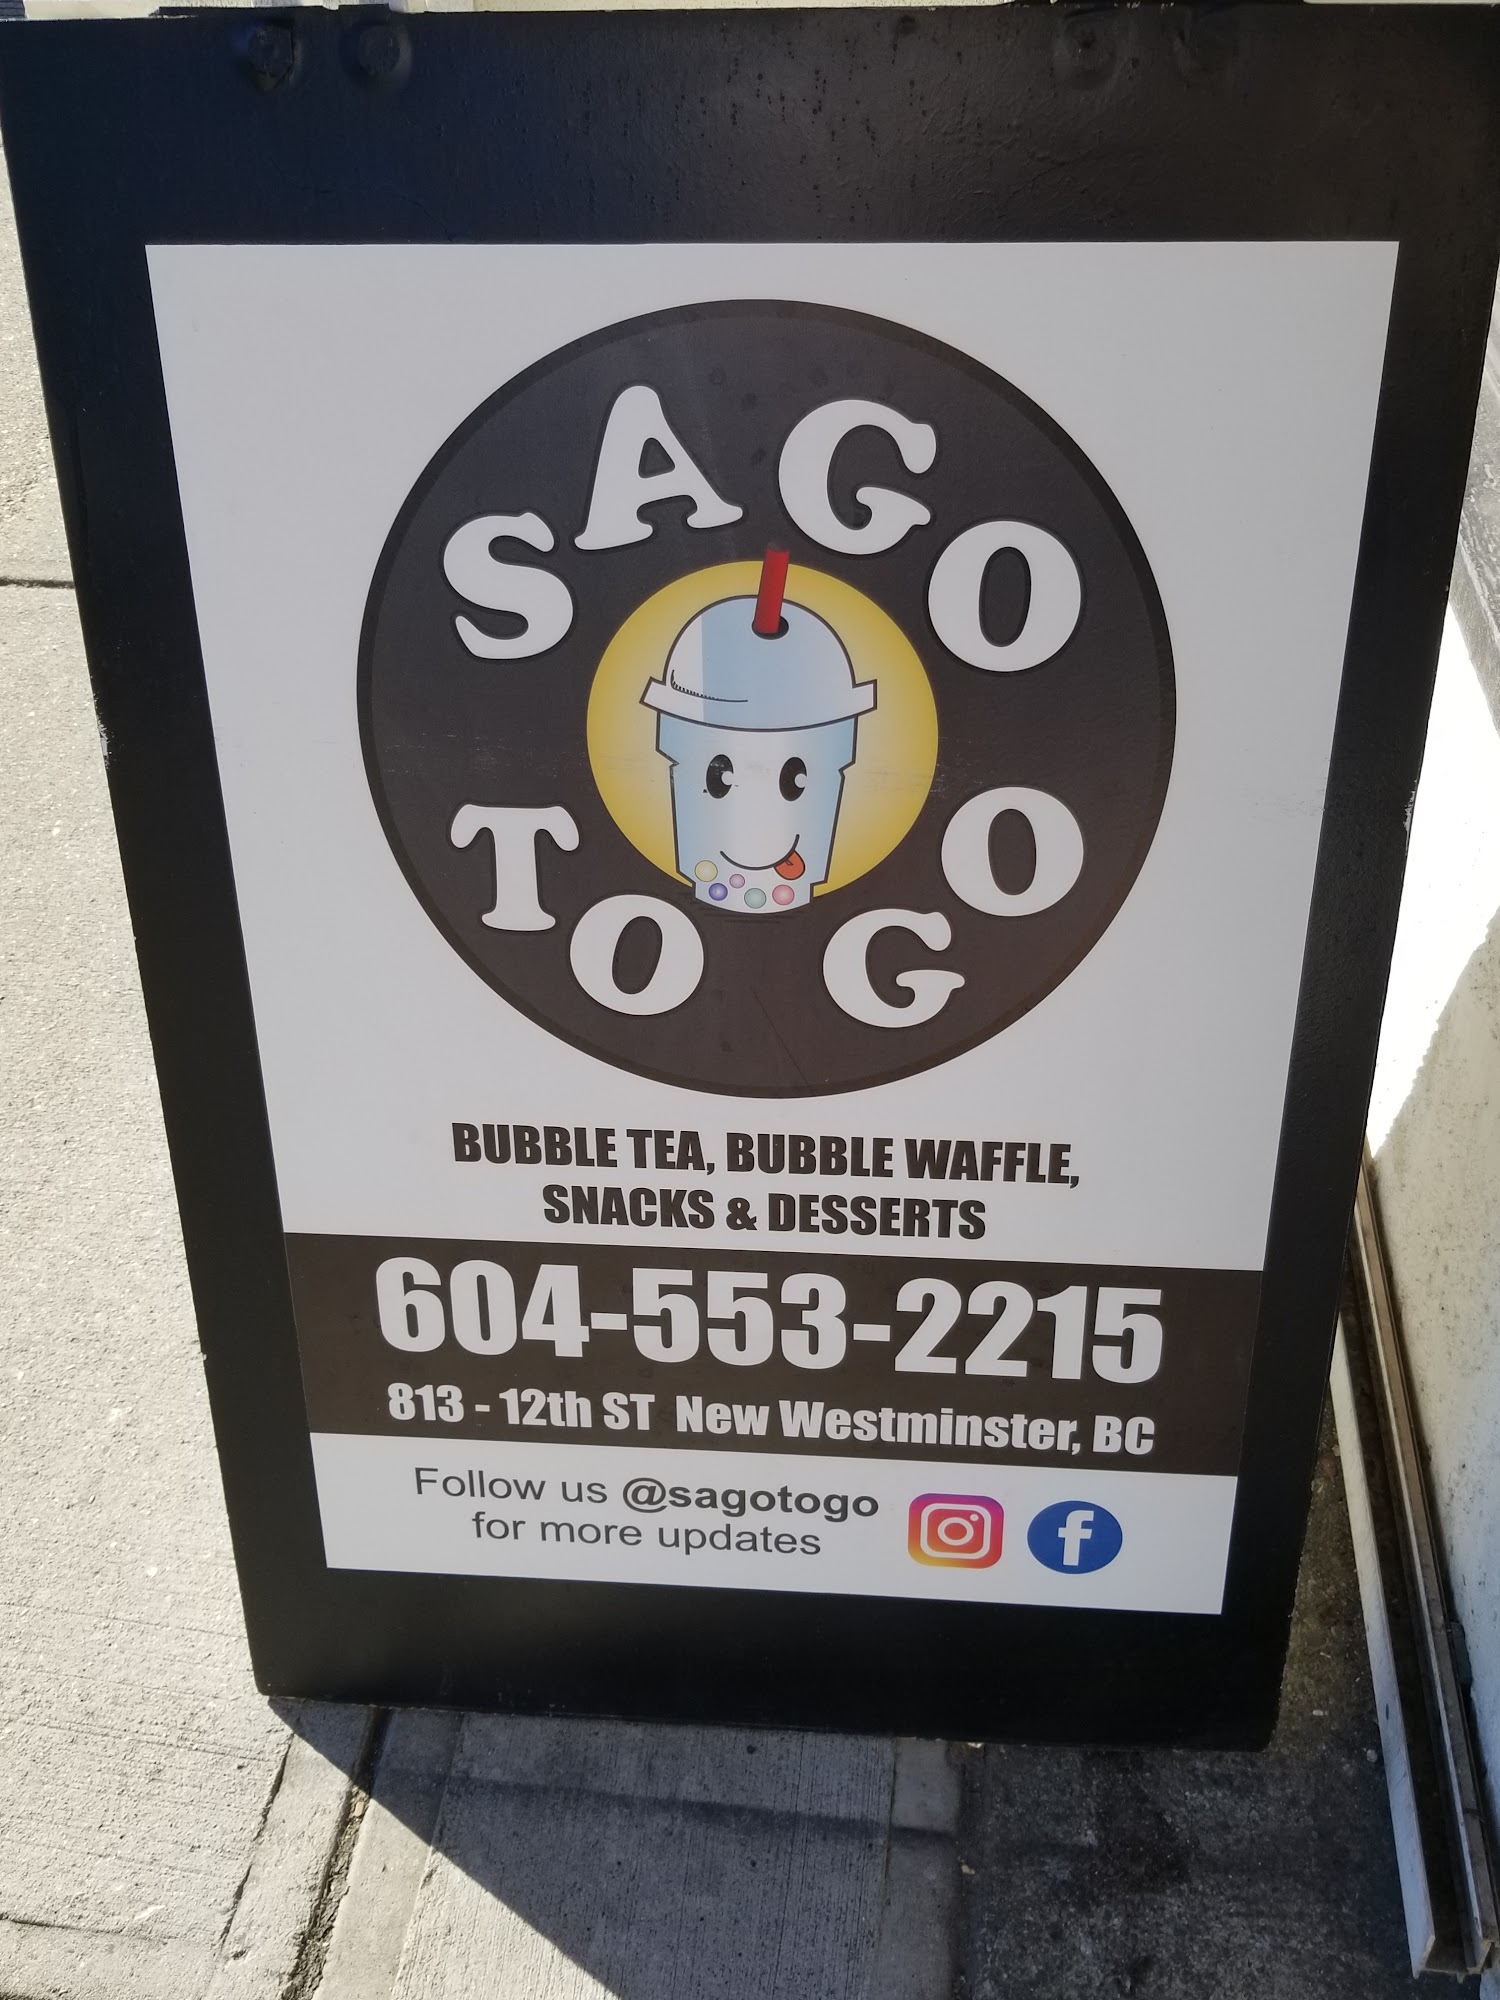 SAGO
TO GO
BUBBLE TEA, BUBBLE WAFFLE,
SNACKS & DESSERTS
604-553-2215
813 - 12th ST New Westminster, BC
Follow us @sagotogo
for more updates